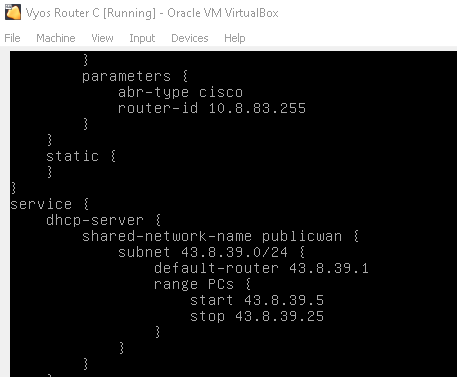 Vyos Router C [Running] - Oracle VM VirtualBox
File Machine View Input Devices Help
}
parameters {
abr-type cisco
router-id 10.8.83.255
}
}
static {
}
}
service {
dhcp-server {
shared-network-name publicwan {
subnet 43.8.39.0/24 {
default-router 43.8.39.1
range PCs {
start 43.8.39.5
stop 43.8.39.25
}
}
}
}